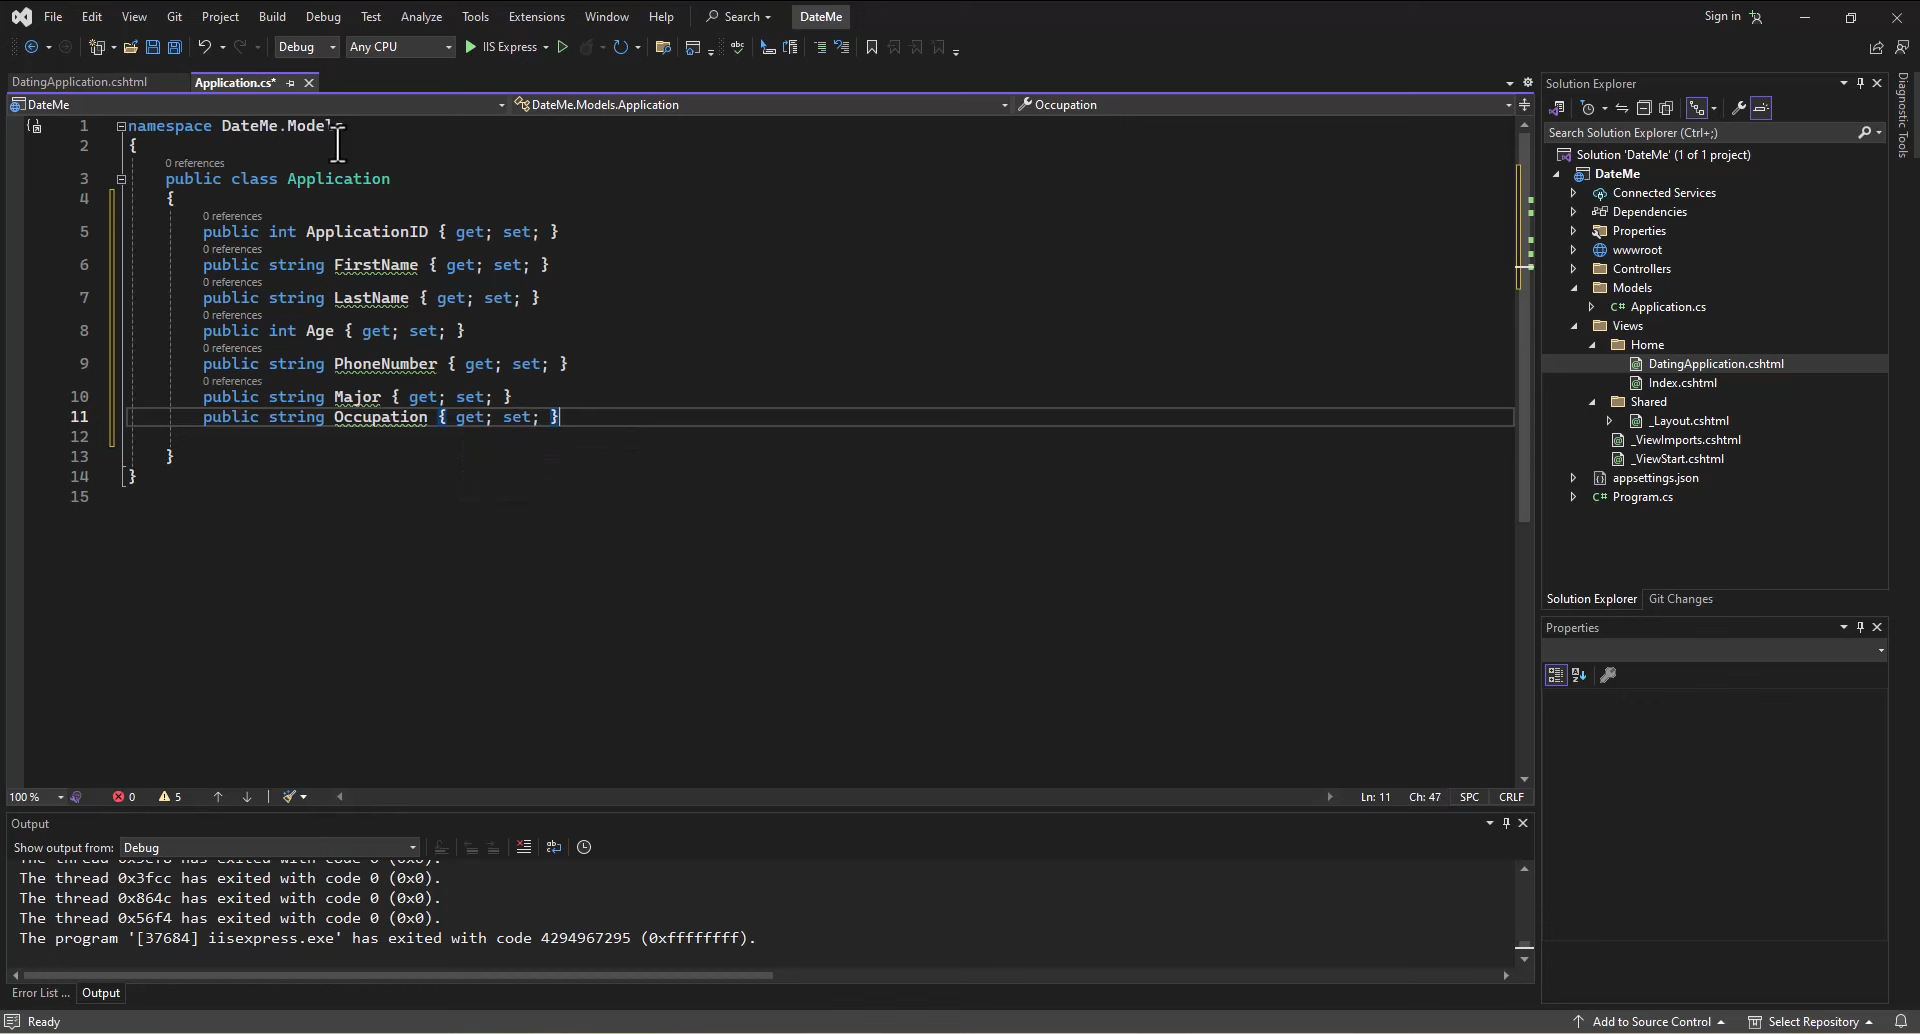 File Edit View Git Project Build Debug Test Analyze Tools Extensions Window Help Search DateMe Sign in
Debug Any CPU IIS Express
DatingApplication.cshtml Application.cs*
DateMe DateMe.Models.Application Occupation
1 namespace DateMe.Models
2 {
0 references
3 public class Application
4 {
0 references
5 public int ApplicationID { get; set; }
0 references
6 public string FirstName { get; set; }
0 references
7 public string LastName { get; set; }
0 references
8 public int Age { get; set; }
0 references
9 public string PhoneNumber { get; set; }
0 references
10 public string Major { get; set; }
11 public string Occupation { get; set; }
12
13 }
14 }
15
100 % 0 5 Ln: 11 Ch: 47 SPC CRLF
Output
Show output from: Debug
The thread 0x3fcc has exited with code 0 (0x0).
The thread 0x864c has exited with code 0 (0x0).
The thread 0x56f4 has exited with code 0 (0x0).
The program '[37684] iisexpress.exe' has exited with code 4294967295 (0xffffffff).
Error List ... Output
Solution Explorer
Search Solution Explorer (Ctrl+;)
Solution 'DateMe' (1 of 1 project)
DateMe
Connected Services
Dependencies
Properties
wwwroot
Controllers
Models
C# Application.cs
Views
Home
DatingApplication.cshtml
Index.cshtml
Shared
_Layout.cshtml
_ViewImports.cshtml
_ViewStart.cshtml
appsettings.json
C# Program.cs
Solution Explorer Git Changes
Properties
Diagnostic Tools
Ready Add to Source Control Select Repository